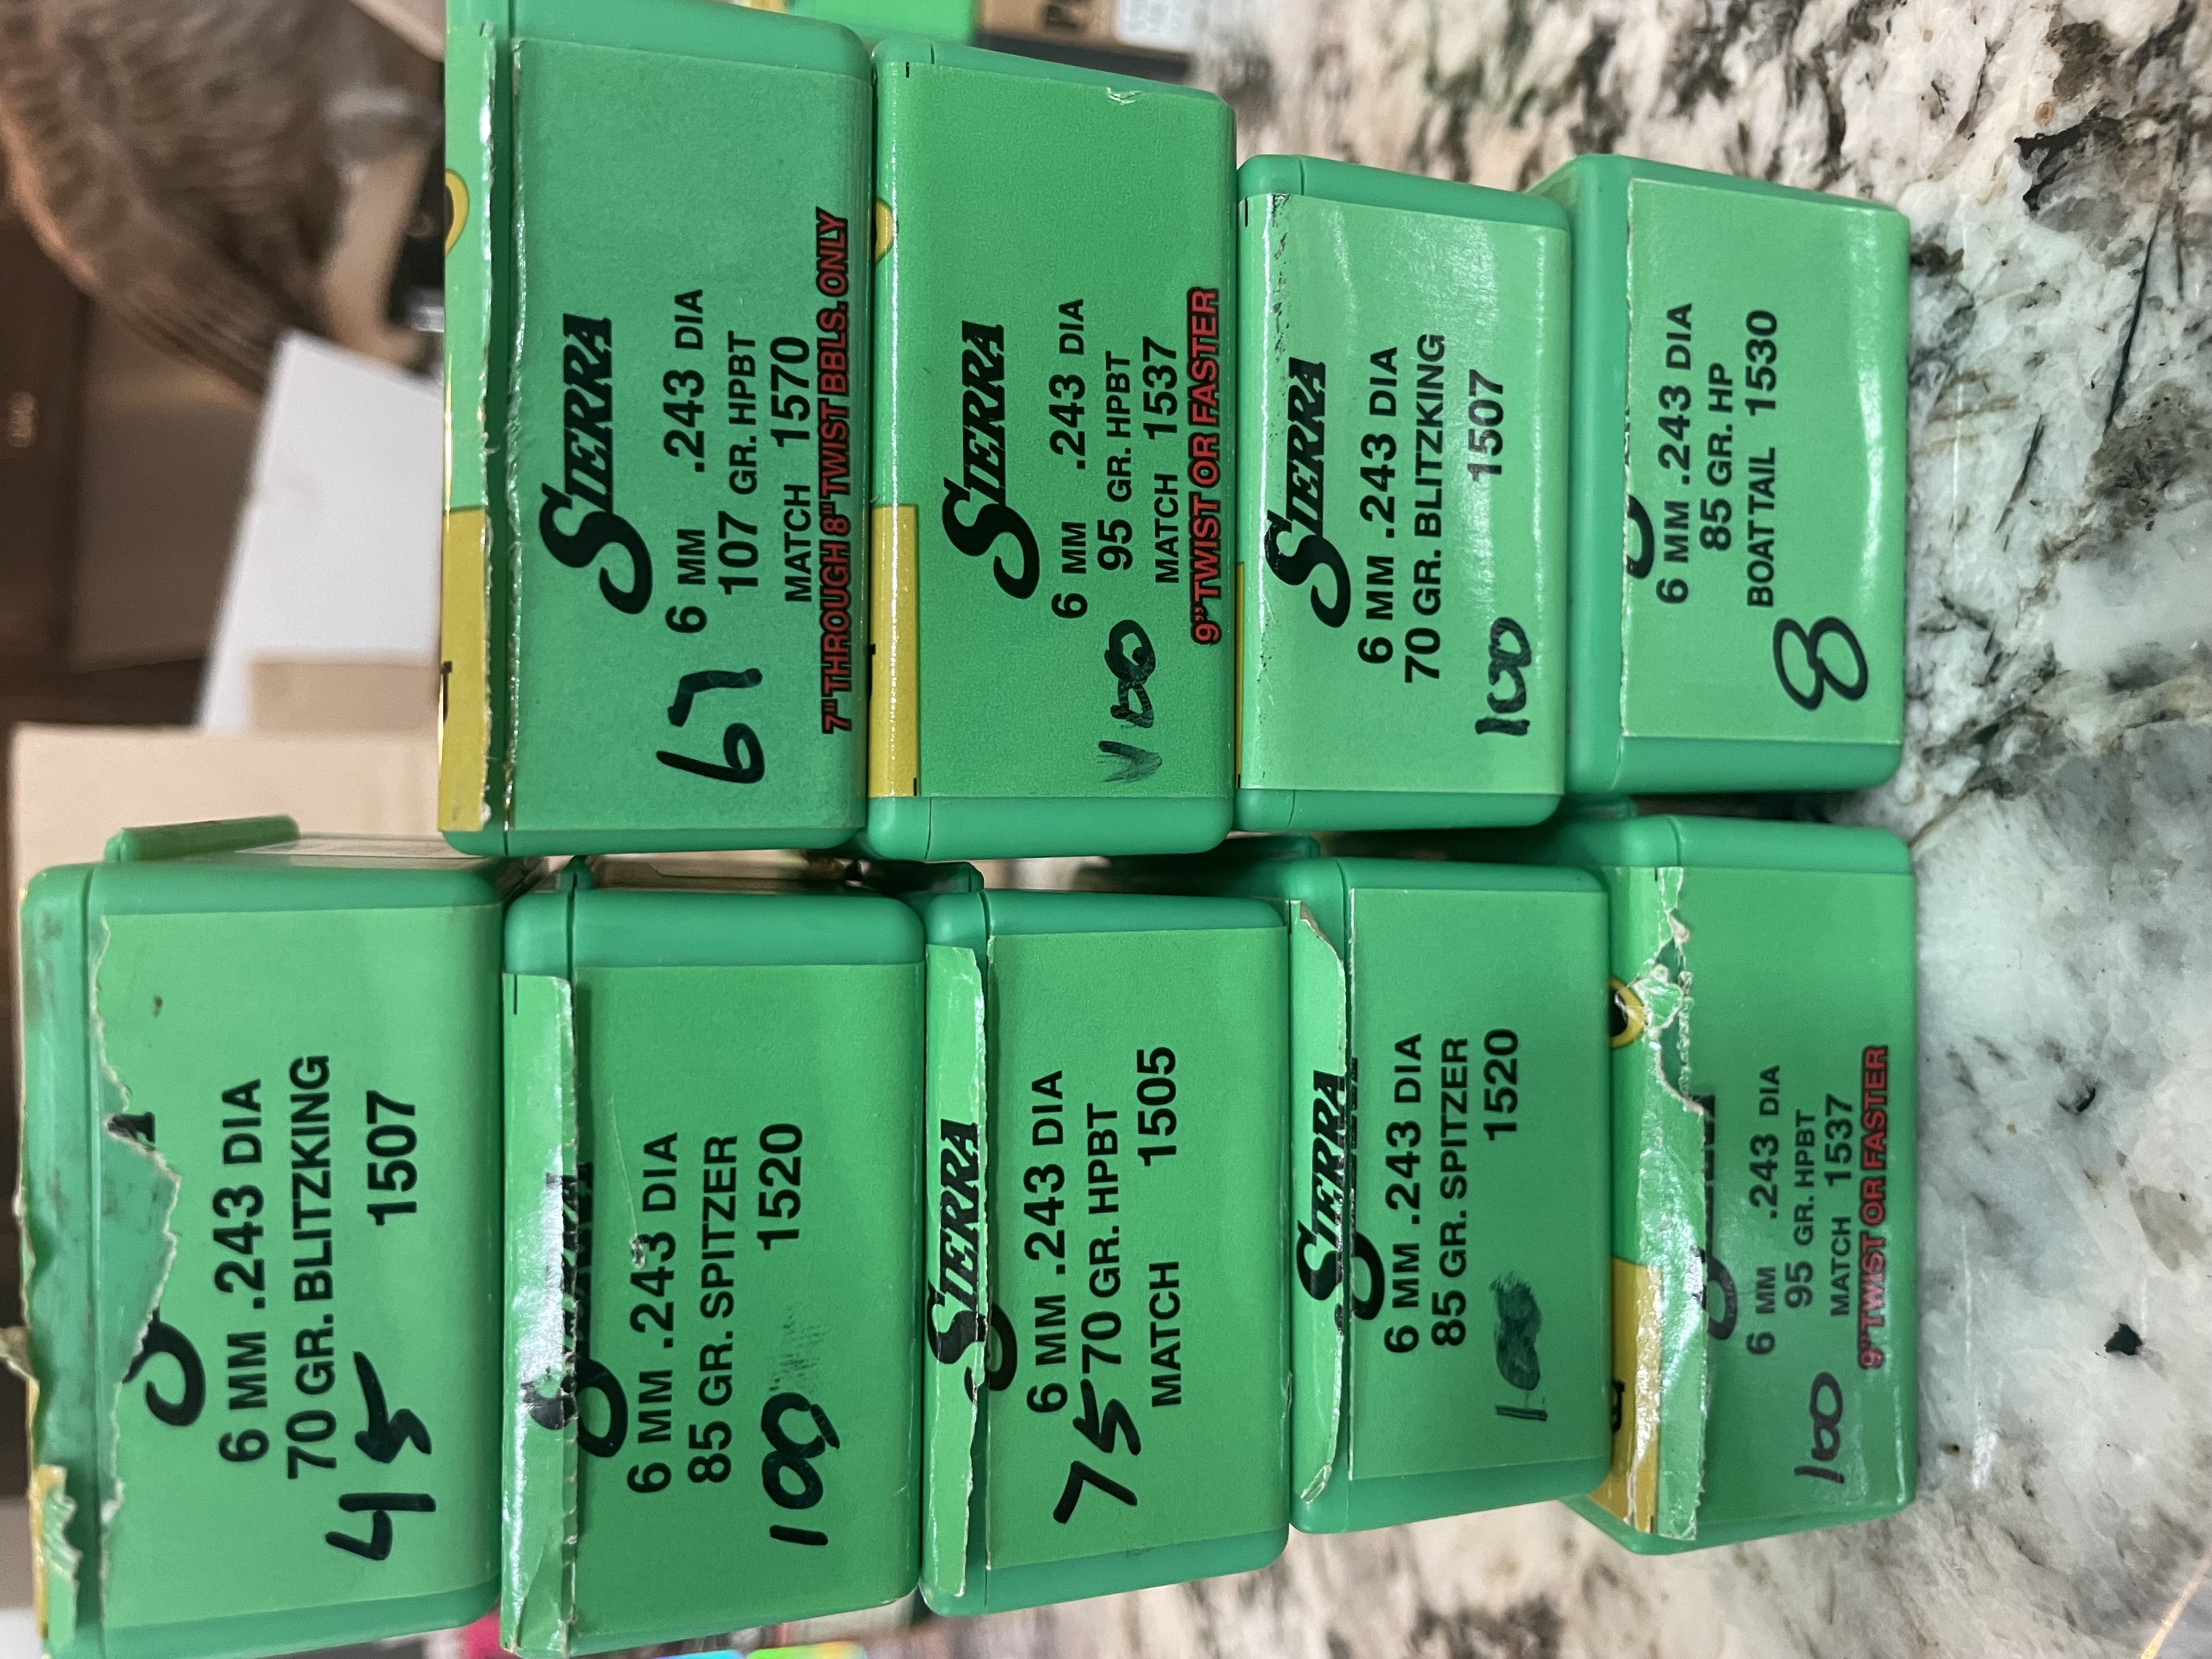 6 MM .243 DIA
70 GR. BLITZKING
45 1507
SIERRA
6 MM .243 DIA
85 GR. SPITZER
100 1520
SIERRA
6 MM .243 DIA
75 70 GR. HPBT
MATCH 1505
SIERRA
6 MM .243 DIA
85 GR. SPITZER
100 1520
6 MM .243 DIA
95 GR. HPBT
100 MATCH 1537
9" TWIST OR FASTER
SIERRA
6 MM .243 DIA
67 107 GR. HPBT
MATCH 1570
7" THROUGH 8" TWIST BBLS. ONLY
SIERRA
6 MM .243 DIA
100 95 GR. HPBT
MATCH 1537
9" TWIST OR FASTER
SIERRA
6 MM .243 DIA
70 GR. BLITZKING
100 1507
6 MM .243 DIA
85 GR. HP
BOAT TAIL 1530
8